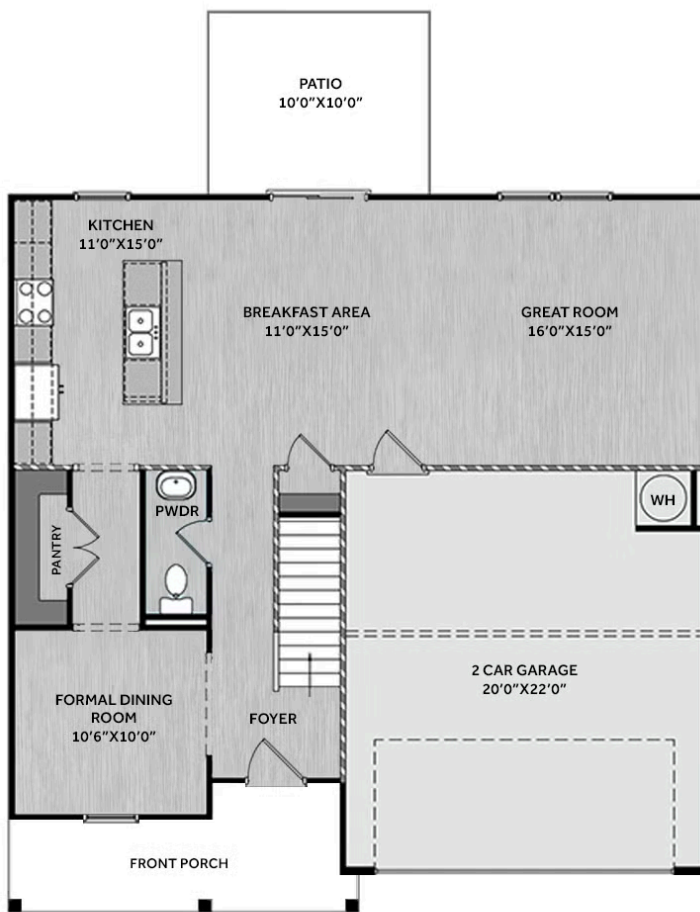 PATIO
10'0"X10'0"
KITCHEN
11'0"X15'0"
BREAKFAST AREA
11'0"X15'0"
GREAT ROOM
16'0"X15'0"
PWDR
WH
PANTRY
2 CAR GARAGE
20'0"X22'0"
FORMAL DINING
ROOM
10'6"X10'0"
FOYER
FRONT PORCH